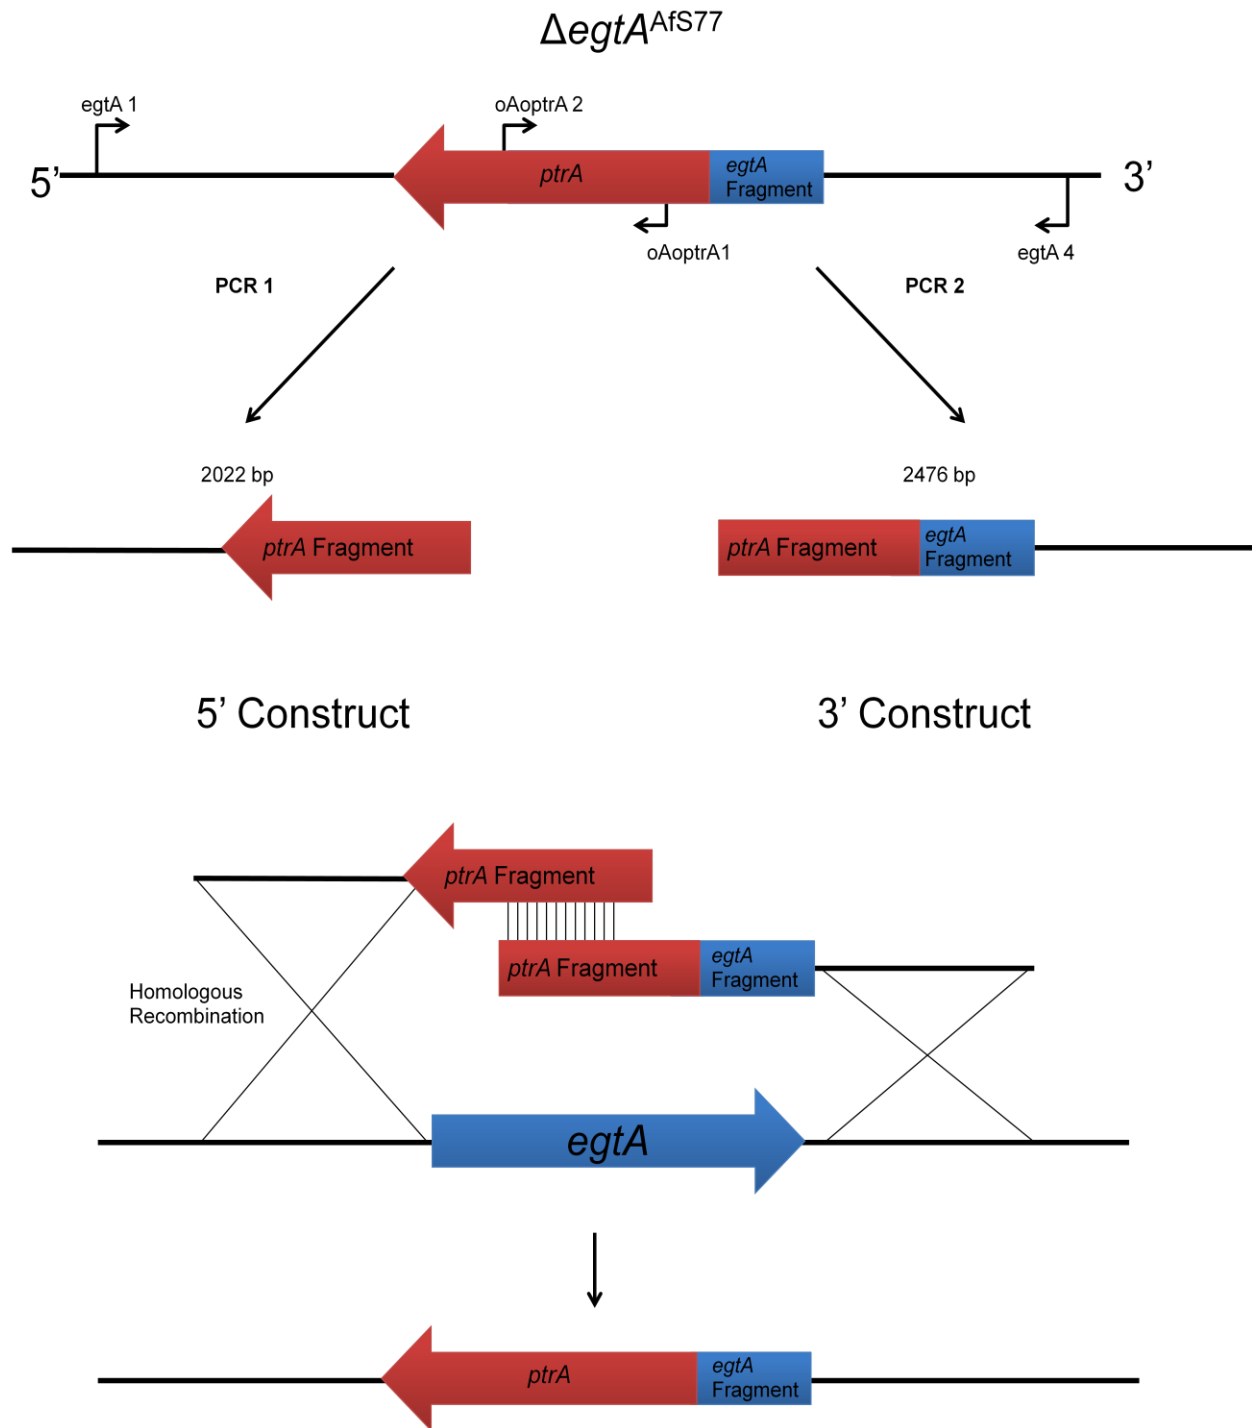 ΔegtA^AfS77
egtA 1
oAoptrA 2
5’
ptrA
egtA
Fragment
3’
oAoptrA1
egtA 4
PCR 1
PCR 2
2022 bp
2476 bp
ptrA Fragment
ptrA Fragment
egtA
Fragment
5’ Construct
3’ Construct
ptrA Fragment
ptrA Fragment
egtA
Fragment
Homologous
Recombination
egtA
ptrA
egtA
Fragment